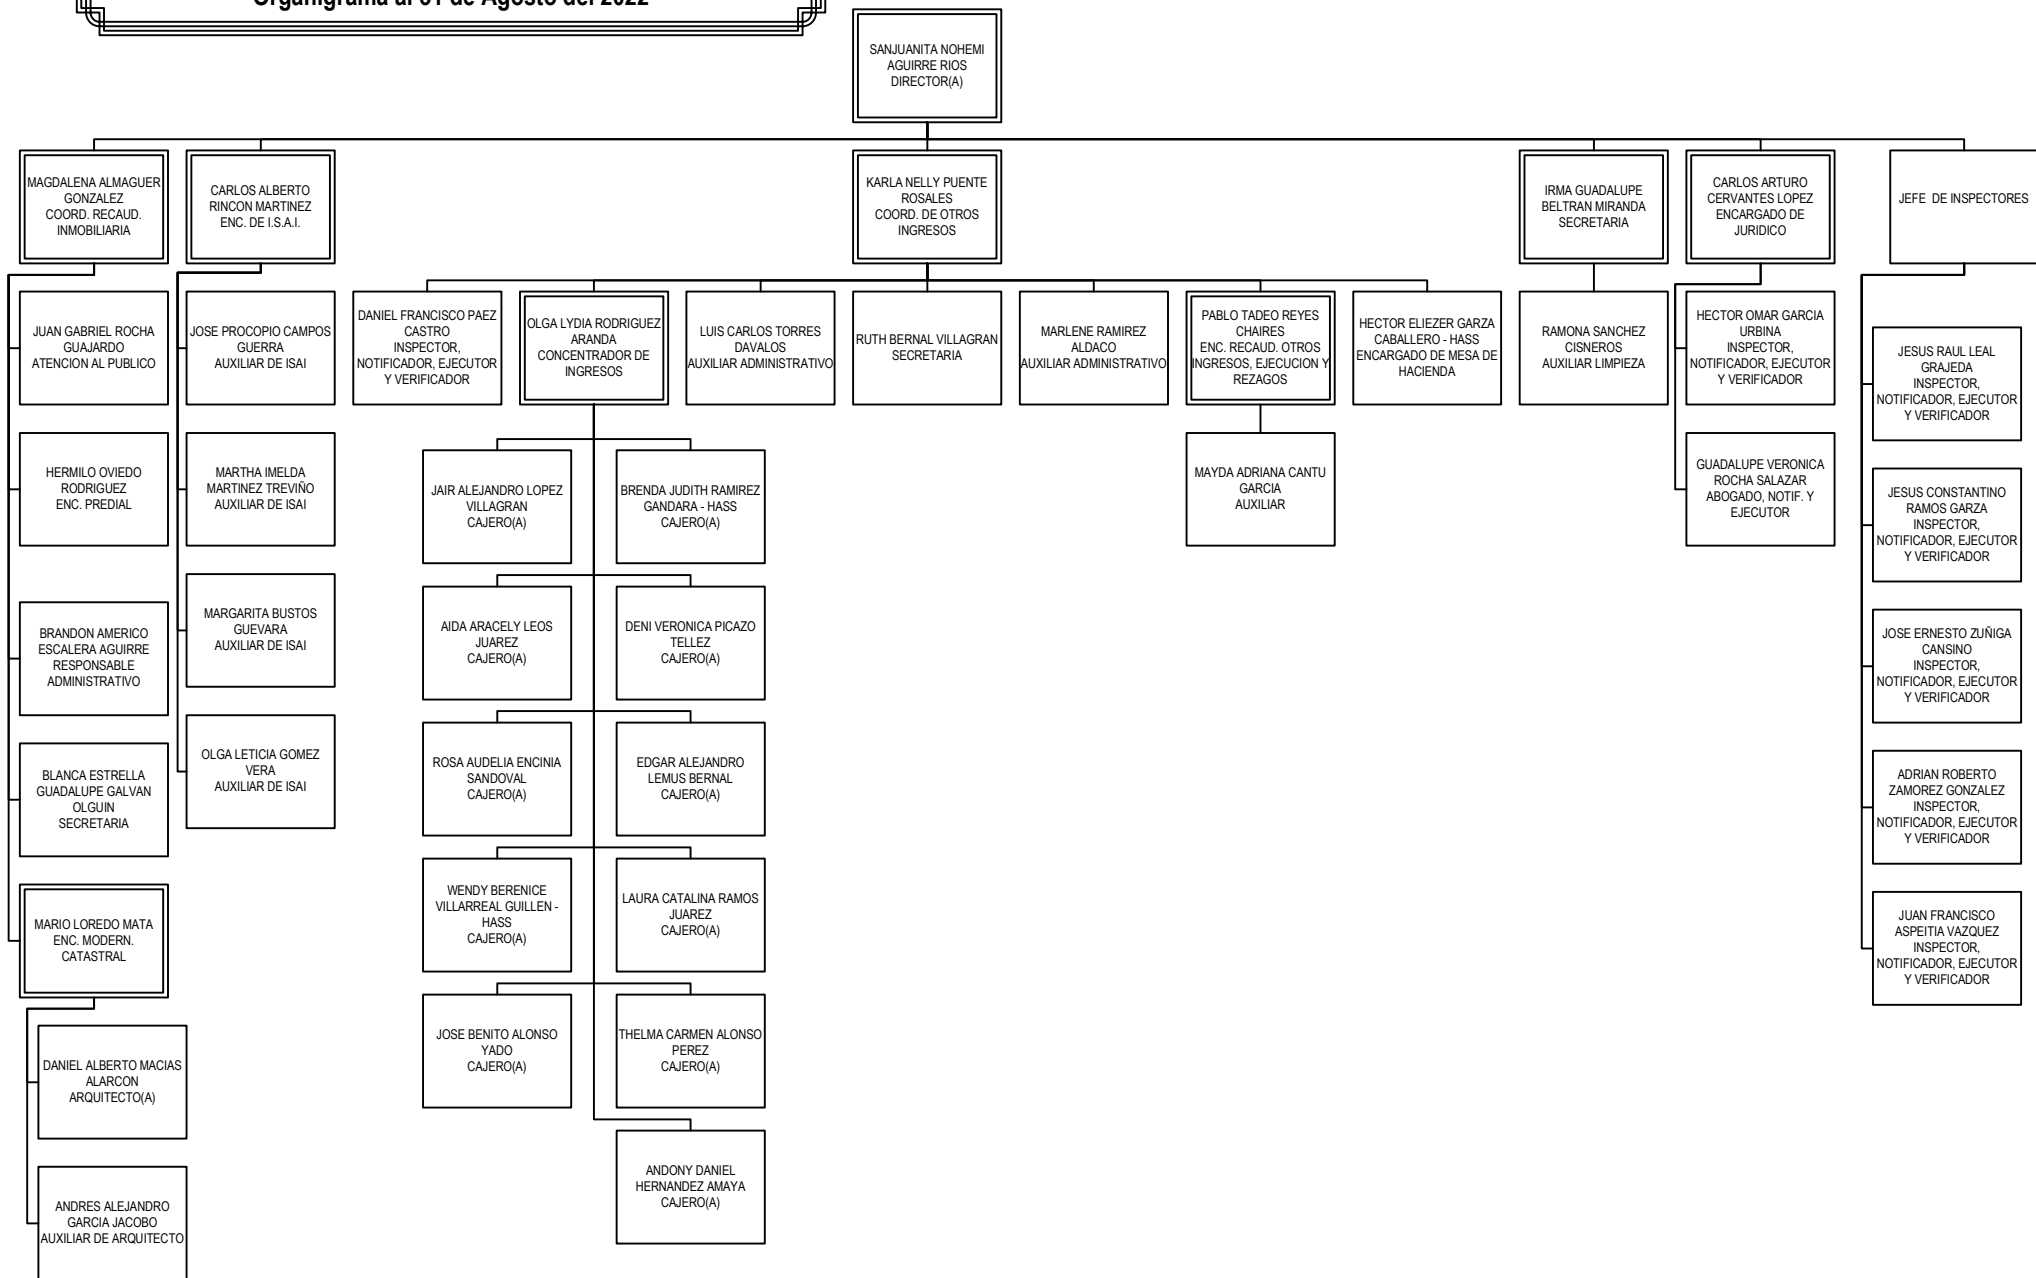 Organigrama al 31 de Agosto del 2022
SANJUANITA NOHEMI
AGUIRRE RIOS
DIRECTOR(A)
MAGDALENA ALMAGUER
GONZALEZ
COORD. RECAUD.
INMOBILIARIA
CARLOS ALBERTO
RINCON MARTINEZ
ENC. DE I.S.A.I.
KARLA NELLY PUENTE
ROSALES
COORD. DE OTROS
INGRESOS
IRMA GUADALUPE
BELTRAN MIRANDA
SECRETARIA
CARLOS ARTURO
CERVANTES LOPEZ
ENCARGADO DE
JURIDICO
JEFE DE INSPECTORES
JUAN GABRIEL ROCHA
GUAJARDO
ATENCION AL PUBLICO
JOSE PROCOPIO CAMPOS
GUERRA
AUXILIAR DE ISAI
DANIEL FRANCISCO PAEZ
CASTRO
INSPECTOR,
NOTIFICADOR, EJECUTOR
Y VERIFICADOR
OLGA LYDIA RODRIGUEZ
ARANDA
CONCENTRADOR DE
INGRESOS
LUIS CARLOS TORRES
DAVALOS
AUXILIAR ADMINISTRATIVO
RUTH BERNAL VILLAGRAN
SECRETARIA
MARLENE RAMIREZ
ALDACO
AUXILIAR ADMINISTRATIVO
PABLO TADEO REYES
CHAIRES
ENC. RECAUD. OTROS
INGRESOS, EJECUCION Y
REZAGOS
HECTOR ELIEZER GARZA
CABALLERO - HASS
ENCARGADO DE MESA DE
HACIENDA
RAMONA SANCHEZ
CISNEROS
AUXILIAR LIMPIEZA
HECTOR OMAR GARCIA
URBINA
INSPECTOR,
NOTIFICADOR, EJECUTOR
Y VERIFICADOR
JESUS RAUL LEAL
GRAJEDA
INSPECTOR,
NOTIFICADOR, EJECUTOR
Y VERIFICADOR
HERMILO OVIEDO
RODRIGUEZ
ENC. PREDIAL
MARTHA IMELDA
MARTINEZ TREVIÑO
AUXILIAR DE ISAI
JAIR ALEJANDRO LOPEZ
VILLAGRAN
CAJERO(A)
BRENDA JUDITH RAMIREZ
GANDARA - HASS
CAJERO(A)
MAYDA ADRIANA CANTU
GARCIA
AUXILIAR
GUADALUPE VERONICA
ROCHA SALAZAR
ABOGADO, NOTIF. Y
EJECUTOR
JESUS CONSTANTINO
RAMOS GARZA
INSPECTOR,
NOTIFICADOR, EJECUTOR
Y VERIFICADOR
BRANDON AMERICO
ESCALERA AGUIRRE
RESPONSABLE
ADMINISTRATIVO
MARGARITA BUSTOS
GUEVARA
AUXILIAR DE ISAI
AIDA ARACELY LEOS
JUAREZ
CAJERO(A)
DENI VERONICA PICAZO
TELLEZ
CAJERO(A)
JOSE ERNESTO ZUÑIGA
CANSINO
INSPECTOR,
NOTIFICADOR, EJECUTOR
Y VERIFICADOR
BLANCA ESTRELLA
GUADALUPE GALVAN
OLGUIN
SECRETARIA
OLGA LETICIA GOMEZ
VERA
AUXILIAR DE ISAI
ROSA AUDELIA ENCINIA
SANDOVAL
CAJERO(A)
EDGAR ALEJANDRO
LEMUS BERNAL
CAJERO(A)
ADRIAN ROBERTO
ZAMOREZ GONZALEZ
INSPECTOR,
NOTIFICADOR, EJECUTOR
Y VERIFICADOR
MARIO LOREDO MATA
ENC. MODERN.
CATASTRAL
WENDY BERENICE
VILLARREAL GUILLEN -
HASS
CAJERO(A)
LAURA CATALINA RAMOS
JUAREZ
CAJERO(A)
JUAN FRANCISCO
ASPEITIA VAZQUEZ
INSPECTOR,
NOTIFICADOR, EJECUTOR
Y VERIFICADOR
DANIEL ALBERTO MACIAS
ALARCON
ARQUITECTO(A)
JOSE BENITO ALONSO
YADO
CAJERO(A)
THELMA CARMEN ALONSO
PEREZ
CAJERO(A)
ANDRES ALEJANDRO
GARCIA JACOBO
AUXILIAR DE ARQUITECTO
ANDONY DANIEL
HERNANDEZ AMAYA
CAJERO(A)